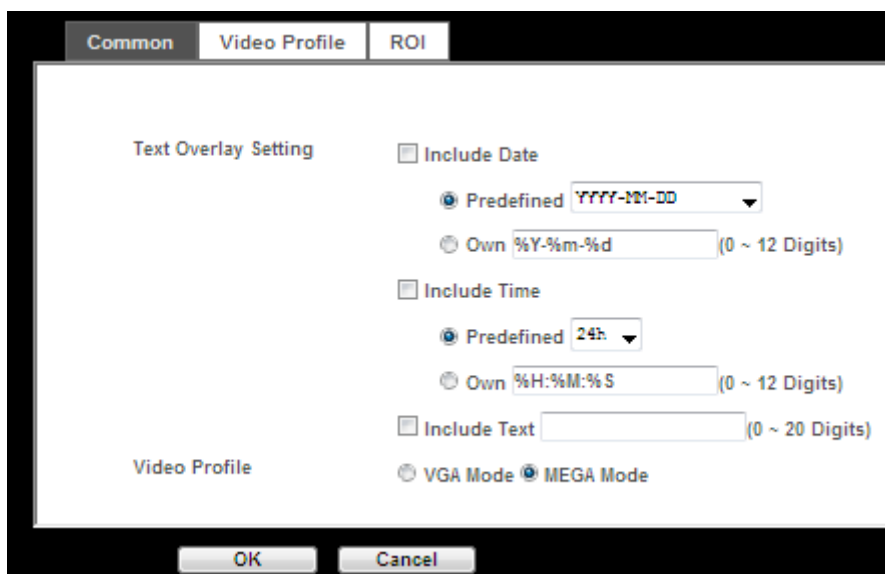 Common Video Profile ROI
Text Overlay Setting Include Date
Predefined YYYY-MM-DD
Own %Y-%m-%d (0 ~ 12 Digits)
Include Time
Predefined 24h
Own %H:%M:%S (0 ~ 12 Digits)
Include Text (0 ~ 20 Digits)
Video Profile VGA Mode MEGA Mode
OK Cancel